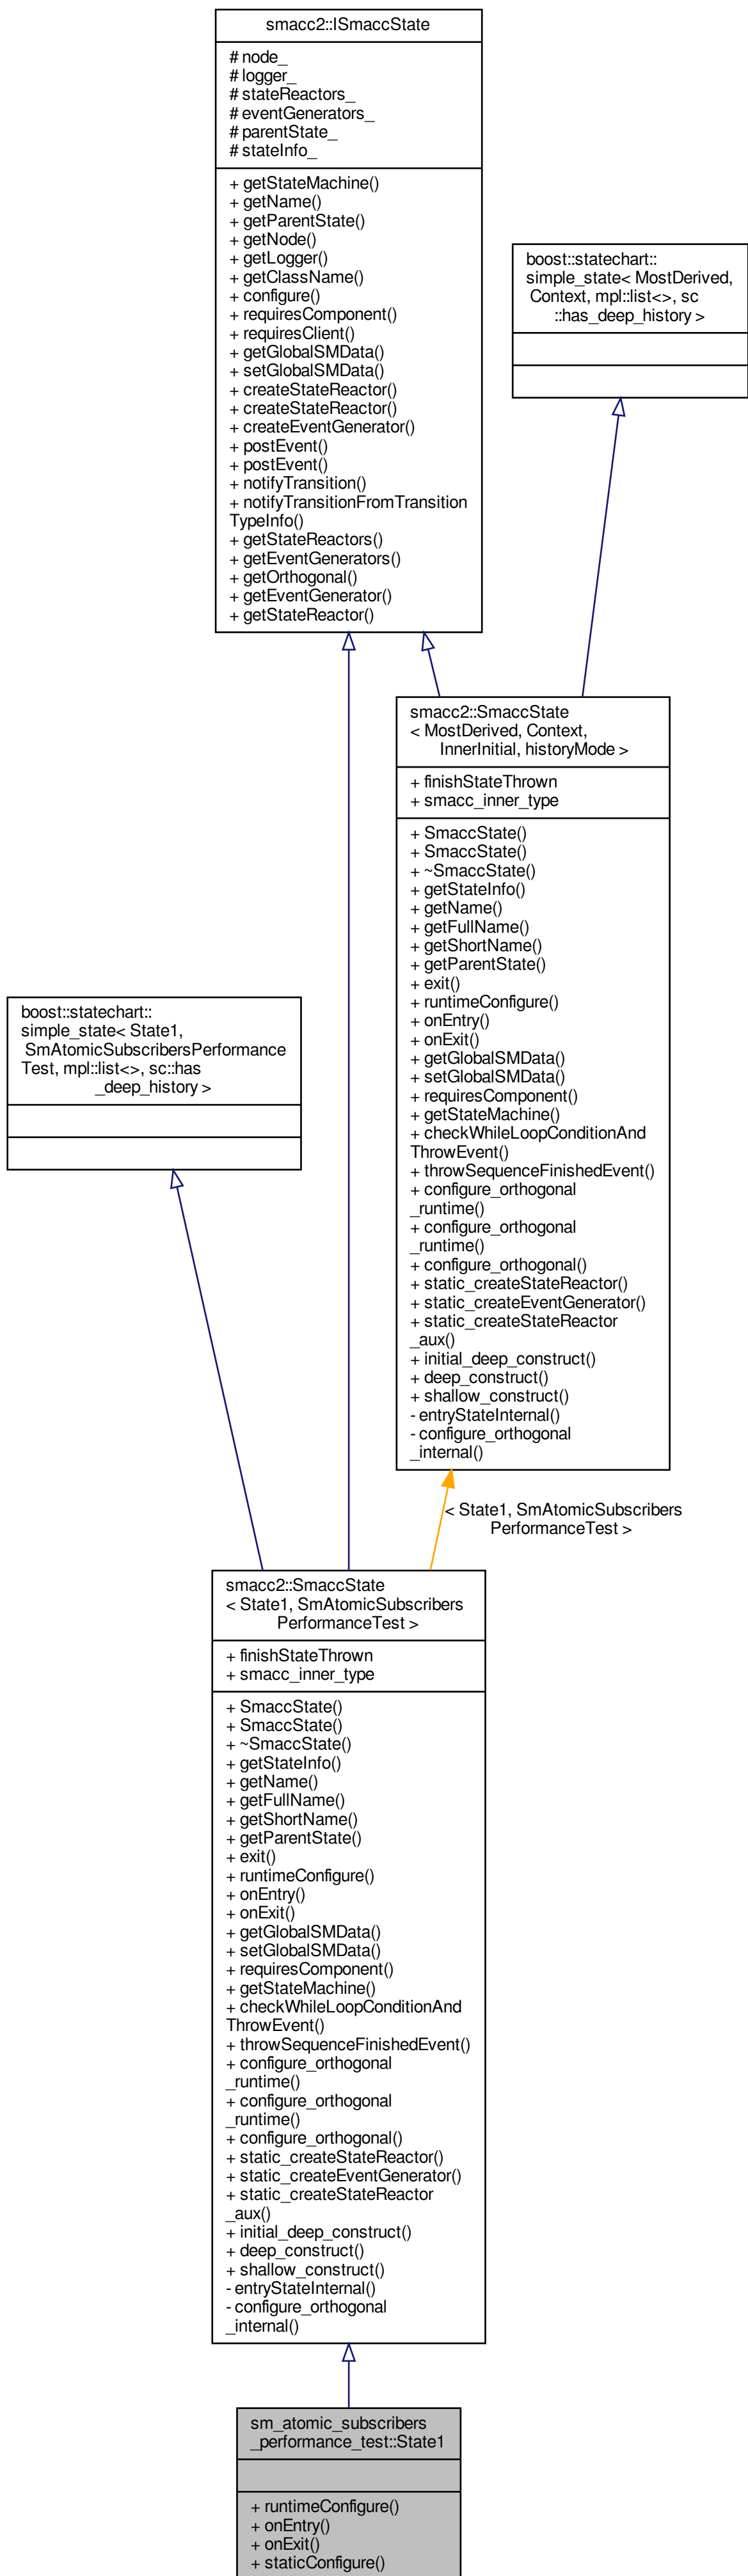 smacc2::ISmaccState
# node_
# logger_
# stateReactors_
# eventGenerators_
# parentState_
# stateInfo_
+ getStateMachine()
+ getName()
+ getParentState()
+ getNode()
+ getLogger()
+ getClassName()
+ configure()
+ requiresComponent()
+ requiresClient()
+ getGlobalSMData()
+ setGlobalSMData()
+ createStateReactor()
+ createStateReactor()
+ createEventGenerator()
+ postEvent()
+ postEvent()
+ notifyTransition()
+ notifyTransitionFromTransition
TypeInfo()
+ getStateReactors()
+ getEventGenerators()
+ getOrthogonal()
+ getEventGenerator()
+ getStateReactor()
boost::statechart::
simple_state< MostDerived,
Context, mpl::list<>, sc
::has_deep_history >
smacc2::SmaccState
< MostDerived, Context,
InnerInitial, historyMode >
+ finishStateThrown
+ smacc_inner_type
+ SmaccState()
+ SmaccState()
+ ~SmaccState()
+ getStateInfo()
+ getName()
+ getFullName()
+ getShortName()
+ getParentState()
+ exit()
+ runtimeConfigure()
+ onEntry()
+ onExit()
+ getGlobalSMData()
+ setGlobalSMData()
+ requiresComponent()
+ getStateMachine()
+ checkWhileLoopConditionAnd
ThrowEvent()
+ throwSequenceFinishedEvent()
+ configure_orthogonal
_runtime()
+ configure_orthogonal
_runtime()
+ configure_orthogonal()
+ static_createStateReactor()
+ static_createEventGenerator()
+ static_createStateReactor
_aux()
+ initial_deep_construct()
+ deep_construct()
+ shallow_construct()
- entryStateInternal()
- configure_orthogonal
_internal()
boost::statechart::
simple_state< State1,
SmAtomicSubscribersPerformance
Test, mpl::list<>, sc::has
_deep_history >
< State1, SmAtomicSubscribers
PerformanceTest >
smacc2::SmaccState
< State1, SmAtomicSubscribers
PerformanceTest >
+ finishStateThrown
+ smacc_inner_type
+ SmaccState()
+ SmaccState()
+ ~SmaccState()
+ getStateInfo()
+ getName()
+ getFullName()
+ getShortName()
+ getParentState()
+ exit()
+ runtimeConfigure()
+ onEntry()
+ onExit()
+ getGlobalSMData()
+ setGlobalSMData()
+ requiresComponent()
+ getStateMachine()
+ checkWhileLoopConditionAnd
ThrowEvent()
+ throwSequenceFinishedEvent()
+ configure_orthogonal
_runtime()
+ configure_orthogonal
_runtime()
+ configure_orthogonal()
+ static_createStateReactor()
+ static_createEventGenerator()
+ static_createStateReactor
_aux()
+ initial_deep_construct()
+ deep_construct()
+ shallow_construct()
- entryStateInternal()
- configure_orthogonal
_internal()
sm_atomic_subscribers
_performance_test::State1
+ runtimeConfigure()
+ onEntry()
+ onExit()
+ staticConfigure()